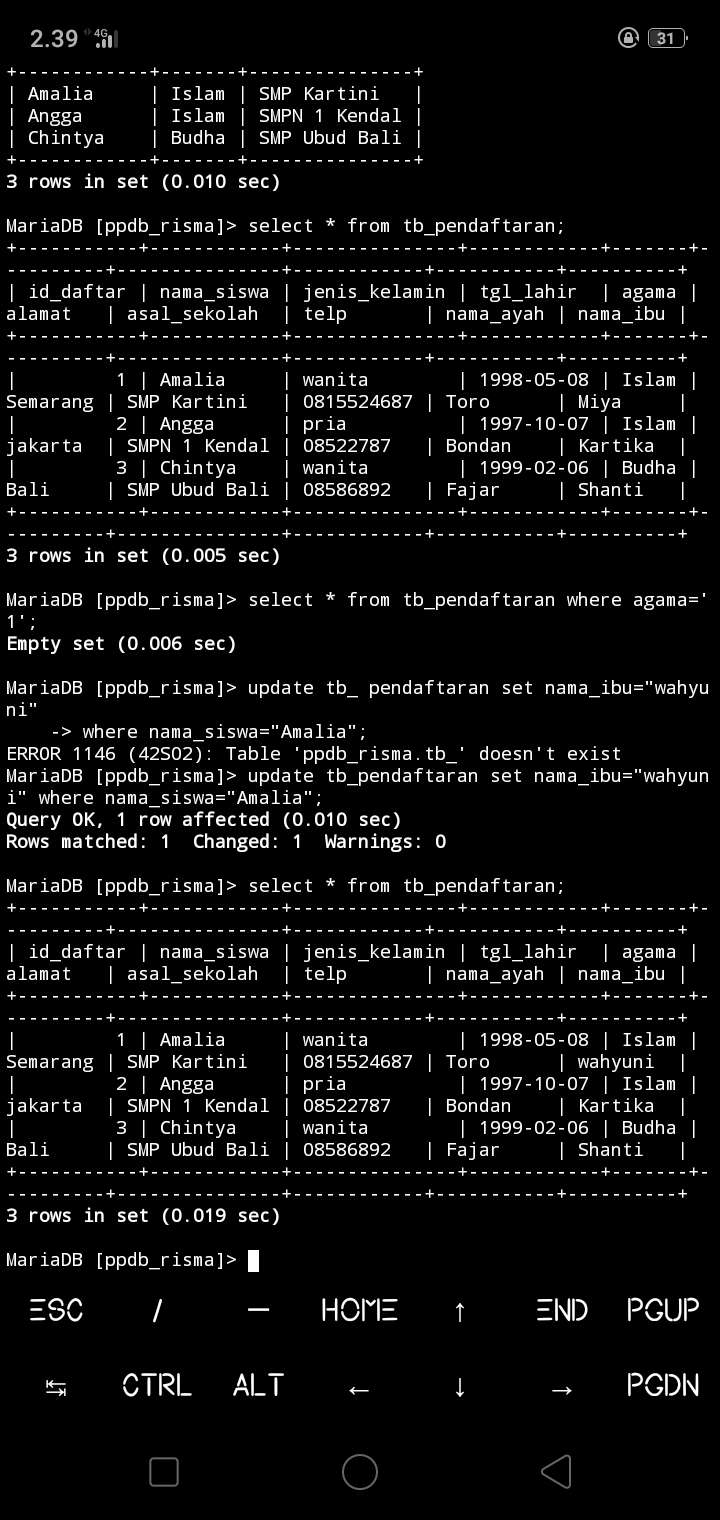 2.39 4G 31
+------------+-------+---------------+
| Amalia     | Islam | SMP Kartini   |
| Angga      | Islam | SMPN 1 Kendal |
| Chintya    | Budha | SMP Ubud Bali |
+------------+-------+---------------+
3 rows in set (0.010 sec)
MariaDB [ppdb_risma]> select * from tb_pendaftaran;
+-----------+------------+----------------+------------+-------+-
---------+---------------+------------+-----------+----------+
| id_daftar | nama_siswa | jenis_kelamin | tgl_lahir  | agama |
alamat   | asal_sekolah  | telp       | nama_ayah | nama_ibu |
+-----------+------------+----------------+------------+-------+-
---------+---------------+------------+-----------+----------+
|         1 | Amalia     | wanita        | 1998-05-08 | Islam |
Semarang | SMP Kartini   | 0815524687 | Toro      | Miya     |
|         2 | Angga      | pria          | 1997-10-07 | Islam |
jakarta  | SMPN 1 Kendal | 08522787   | Bondan    | Kartika  |
|         3 | Chintya    | wanita        | 1999-02-06 | Budha |
Bali     | SMP Ubud Bali | 08586892   | Fajar     | Shanti   |
+-----------+------------+----------------+------------+-------+-
---------+---------------+------------+-----------+----------+
3 rows in set (0.005 sec)
MariaDB [ppdb_risma]> select * from tb_pendaftaran where agama='
1';
Empty set (0.006 sec)
MariaDB [ppdb_risma]> update tb_ pendaftaran set nama_ibu="wahyu
ni"
    -> where nama_siswa="Amalia";
ERROR 1146 (42S02): Table 'ppdb_risma.tb_' doesn't exist
MariaDB [ppdb_risma]> update tb_pendaftaran set nama_ibu="wahyun
i" where nama_siswa="Amalia";
Query OK, 1 row affected (0.010 sec)
Rows matched: 1  Changed: 1  Warnings: 0
MariaDB [ppdb_risma]> select * from tb_pendaftaran;
+-----------+------------+----------------+------------+-------+-
---------+---------------+------------+-----------+----------+
| id_daftar | nama_siswa | jenis_kelamin | tgl_lahir  | agama |
alamat   | asal_sekolah  | telp       | nama_ayah | nama_ibu |
+-----------+------------+----------------+------------+-------+-
---------+---------------+------------+-----------+----------+
|         1 | Amalia     | wanita        | 1998-05-08 | Islam |
Semarang | SMP Kartini   | 0815524687 | Toro      | wahyuni  |
|         2 | Angga      | pria          | 1997-10-07 | Islam |
jakarta  | SMPN 1 Kendal | 08522787   | Bondan    | Kartika  |
|         3 | Chintya    | wanita        | 1999-02-06 | Budha |
Bali     | SMP Ubud Bali | 08586892   | Fajar     | Shanti   |
+-----------+------------+----------------+------------+-------+-
---------+---------------+------------+-----------+----------+
3 rows in set (0.019 sec)
MariaDB [ppdb_risma]>
ESC / — HOME ↑ END PGUP
↹ CTRL ALT ← ↓ → PGDN